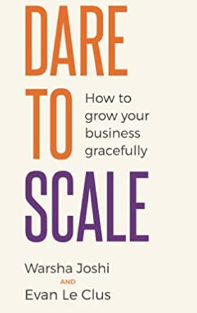 DARE
TO
How to
grow your
business
gracefully
SCALE
Warsha Joshi
AND
Evan Le Clus